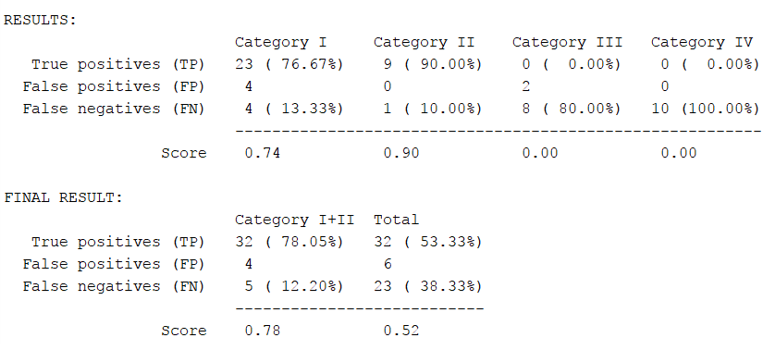 RESULTS:
Category I Category II Category III Category IV
True positives (TP) 23 ( 76.67%) 9 ( 90.00%) 0 ( 0.00%) 0 ( 0.00%)
False positives (FP) 4 0 2 0
False negatives (FN) 4 ( 13.33%) 1 ( 10.00%) 8 ( 80.00%) 10 (100.00%)
---------------------------------------------------------
Score 0.74 0.90 0.00 0.00
FINAL RESULT:
Category I+II Total
True positives (TP) 32 ( 78.05%) 32 ( 53.33%)
False positives (FP) 4 6
False negatives (FN) 5 ( 12.20%) 23 ( 38.33%)
---------------------------
Score 0.78 0.52